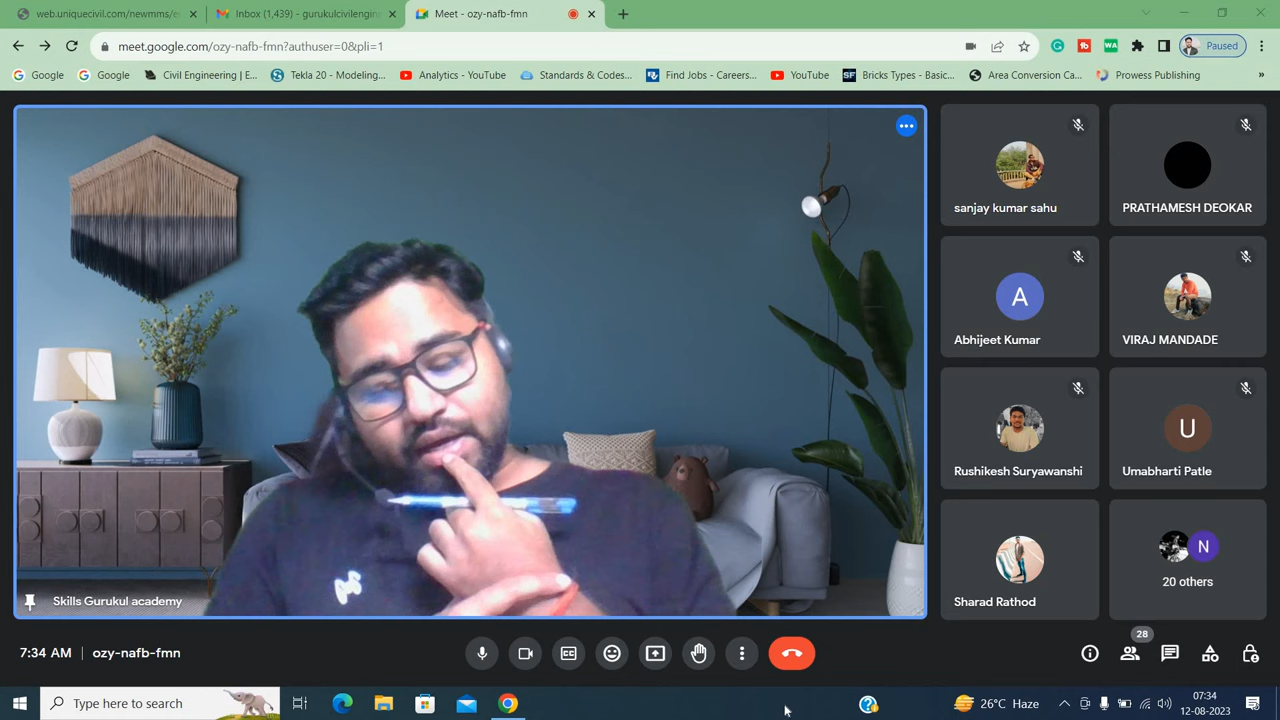 web.uniquecivil.com/newmms/e
Inbox (1,439) - gurukulcivilengin
Meet - ozy-nafb-fmn
meet.google.com/ozy-nafb-fmn?authuser=0&pli=1
Paused
Google
Google
Civil Engineering | E...
Tekla 20 - Modeling...
Analytics - YouTube
Standards & Codes...
Find Jobs - Careers...
YouTube
SF
Bricks Types - Basic...
Area Conversion Ca...
Prowess Publishing
»
sanjay kumar sahu
PRATHAMESH DEOKAR
A
Abhijeet Kumar
VIRAJ MANDADE
Rushikesh Suryawanshi
U
Umabharti Patle
Sharad Rathod
N
20 others
Skills Gurukul academy
7:34 AM
ozy-nafb-fmn
28
Type here to search
26°C Haze
07:34
12-08-2023